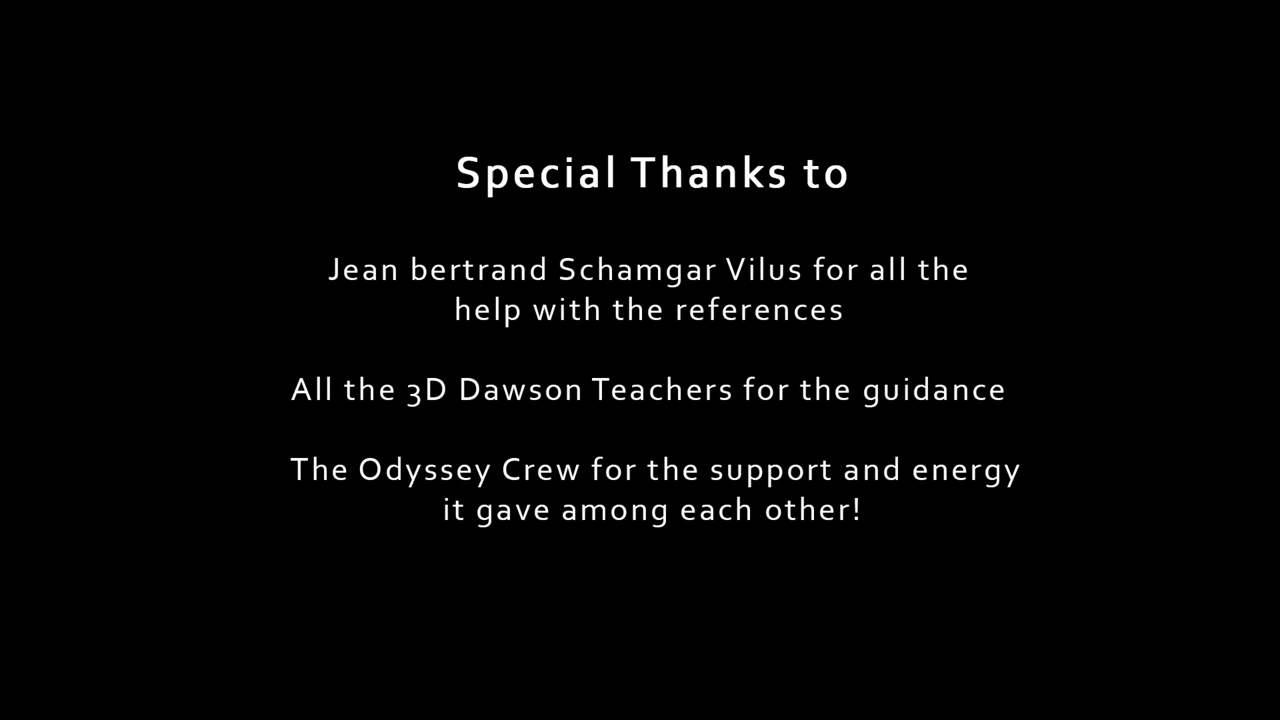 Special Thanks to
Jean bertrand Schamgar Vilus for all the
help with the references
All the 3D Dawson Teachers for the guidance
The Odyssey Crew for the support and energy
it gave among each other!